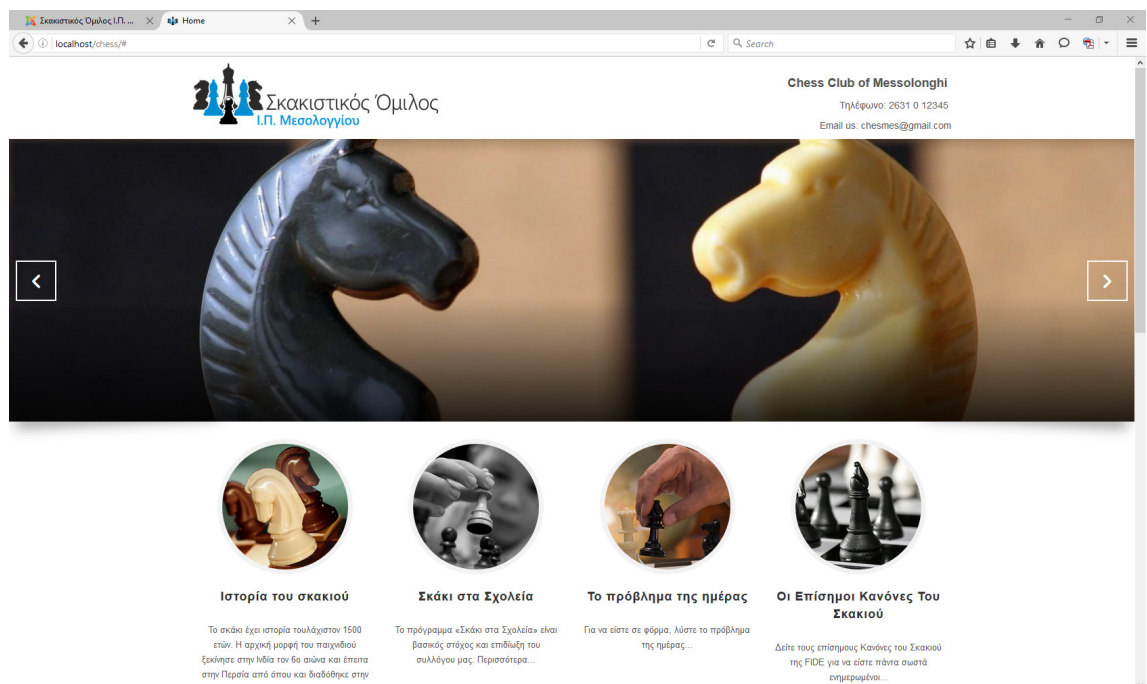 Σκακιστικός Όμιλος Ι.Π. ...
Home
localhost/chess/#
Search
Σκακιστικός Όμιλος
Ι.Π. Μεσολογγίου
Chess Club of Messolonghi
Τηλέφωνο: 2631 0 12345
Email us: chesmes@gmail.com
Ιστορία του σκακιού
Το σκάκι έχει ιστορία τουλάχιστον 1500
ετών. Η αρχική μορφή του παιχνιδιού
ξεκίνησε στην Ινδία τον 6ο αιώνα και έπειτα
στην Περσία από όπου και διαδόθηκε στην
Σκάκι στα Σχολεία
Το πρόγραμμα «Σκάκι στα Σχολεία» είναι
βασικός στόχος και επιδίωξη του
συλλόγου μας. Περισσότερα...
Το πρόβλημα της ημέρας
Για να είστε σε φόρμα, λύστε το πρόβλημα
της ημέρας...
Οι Επίσημοι Κανόνες Του
Σκακιού
Δείτε τους επίσημους Κανόνες του Σκακιού
της FIDE για να είστε πάντα σωστά
ενημερωμένοι...